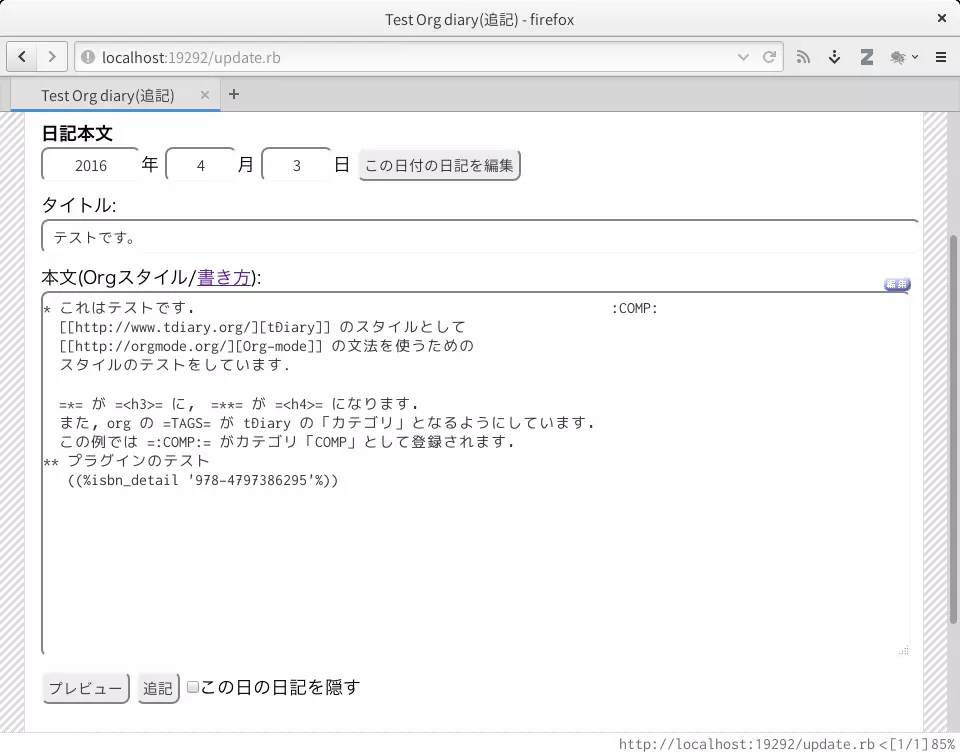 Test Org diary(追記) - firefox
localhost:19292/update.rb
Test Org diary(追記)
日記本文
2016 年 4 月 3 日 この日付の日記を編集
タイトル:
テストです。
本文(Orgスタイル/書き方):
編集
* これはテストです. :COMP:
[[http://www.tdiary.org/][tĐiary]] のスタイルとして
[[http://orgmode.org/][Org-mode]] の文法を使うための
スタイルのテストをしています.
=*= が =<h3>= に, =**= が =<h4>= になります.
また, org の =TAGS= が tĐiary の「カテゴリ」となるようにしています.
この例では =:COMP:= がカテゴリ「COMP」として登録されます.
** プラグインのテスト
((%isbn_detail '978-4797386295'%))
プレビュー 追記 この日の日記を隠す
http://localhost:19292/update.rb <[1/1] 85%